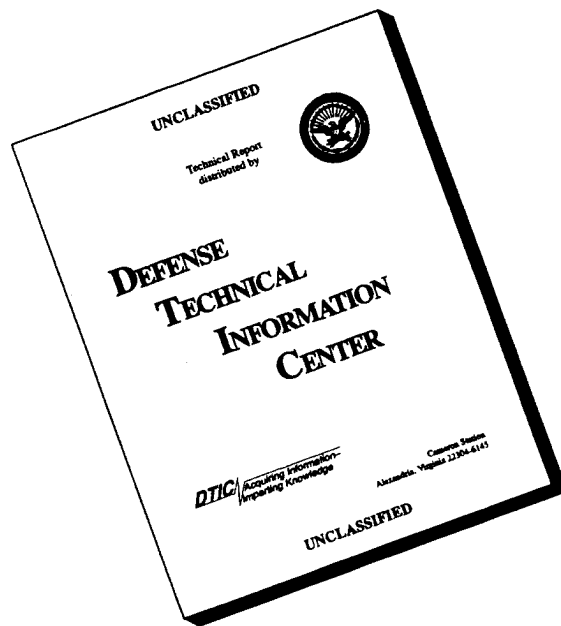 UNCLASSIFIED
Technical Report
distributed by
DEFENSE
TECHNICAL
INFORMATION
CENTER
DTIC
Acquiring Information–
Imparting Knowledge
Cameron Station
Alexandria, Virginia 22304-6145
UNCLASSIFIED